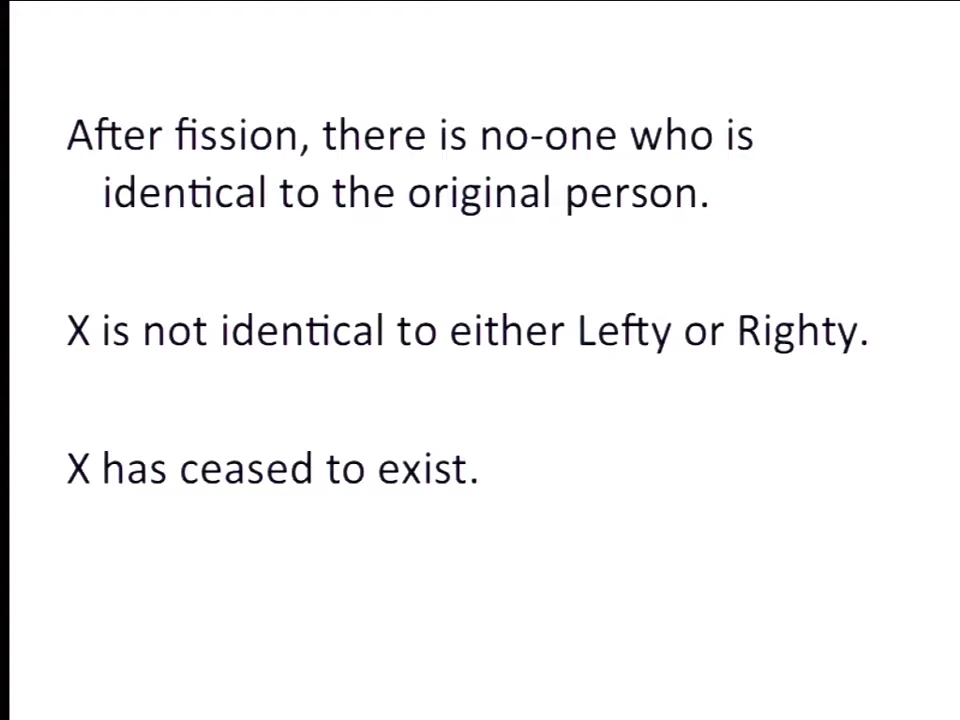 After fission, there is no-one who is
identical to the original person.
X is not identical to either Lefty or Righty.
X has ceased to exist.